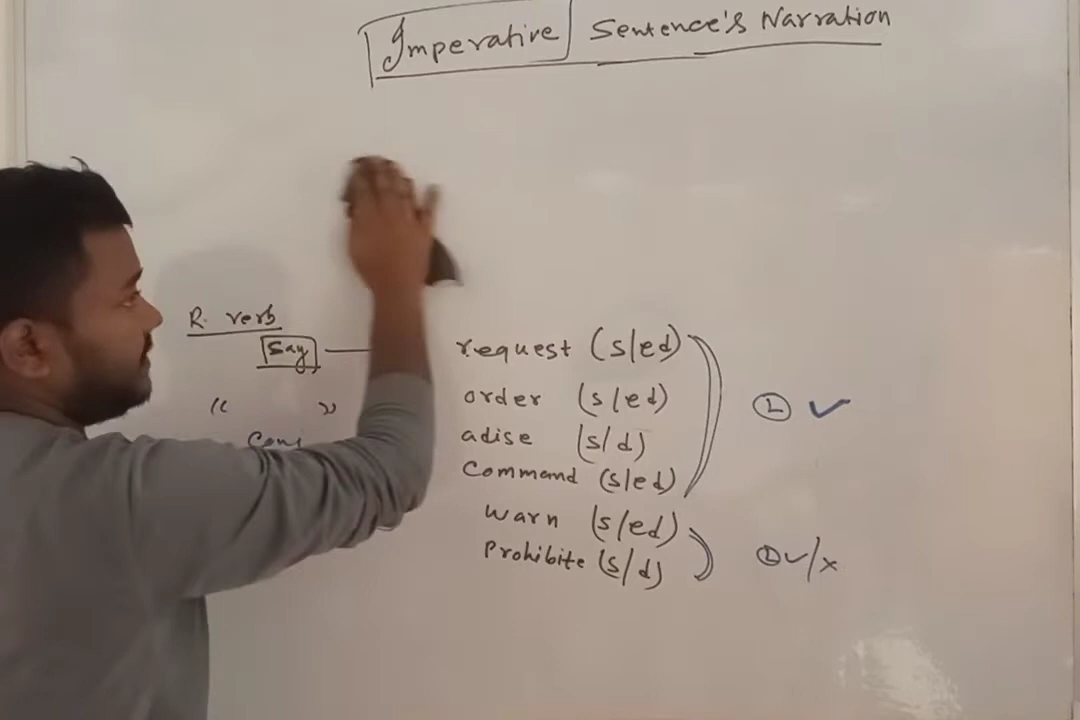 Imperative Sentence's Narration
R. verb
Say request (s/ed)
order (s/ed)
" "
adise (s/d)
Command (s/ed)
warn (s/ed)
Prohibite (s/d)